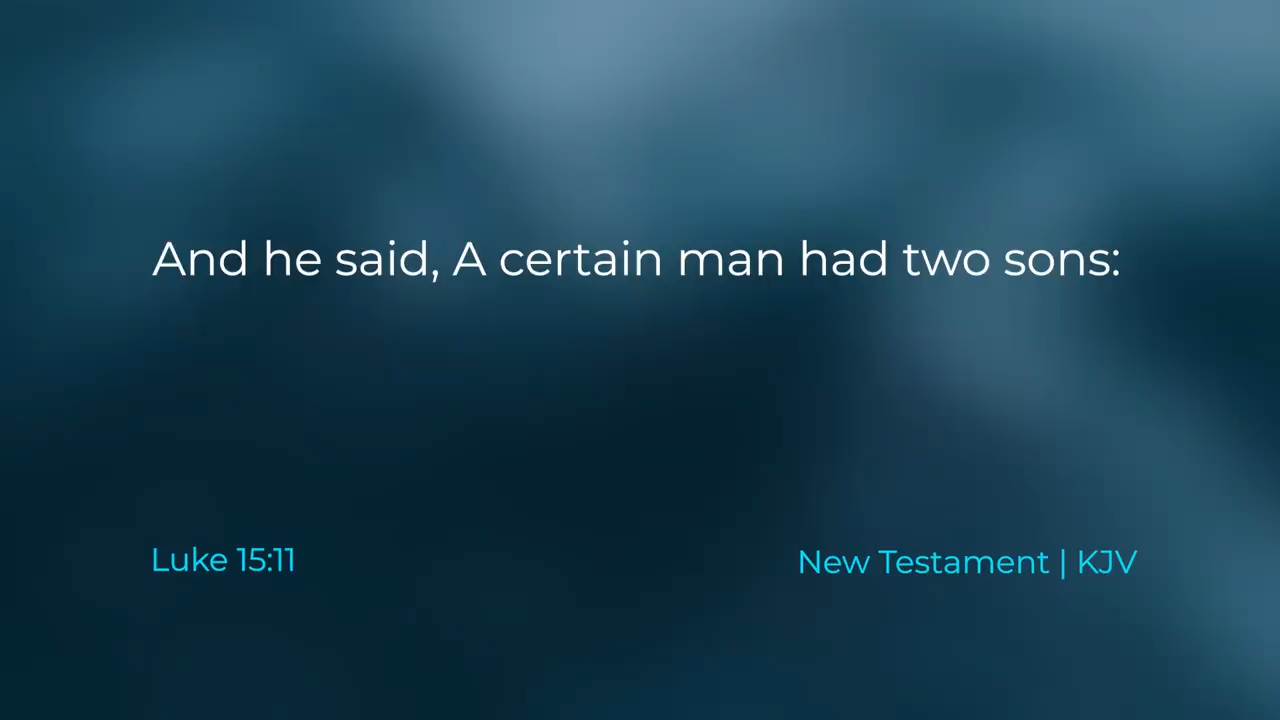 And he said, A certain man had two sons:
Luke 15:11
New Testament | KJV